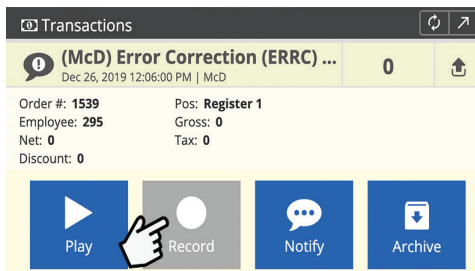 Transactions
(McD) Error Correction (ERRC) ...
0
Dec 26, 2019 12:06:00 PM | McD
Order #: 1539 Pos: Register 1
Employee: 295 Gross: 0
Net: 0 Tax: 0
Discount: 0
Play Record Notify Archive